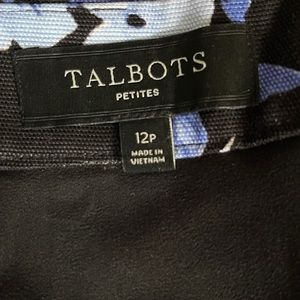 TALBOTS
PETITES
12P
MADE IN
VIETNAM